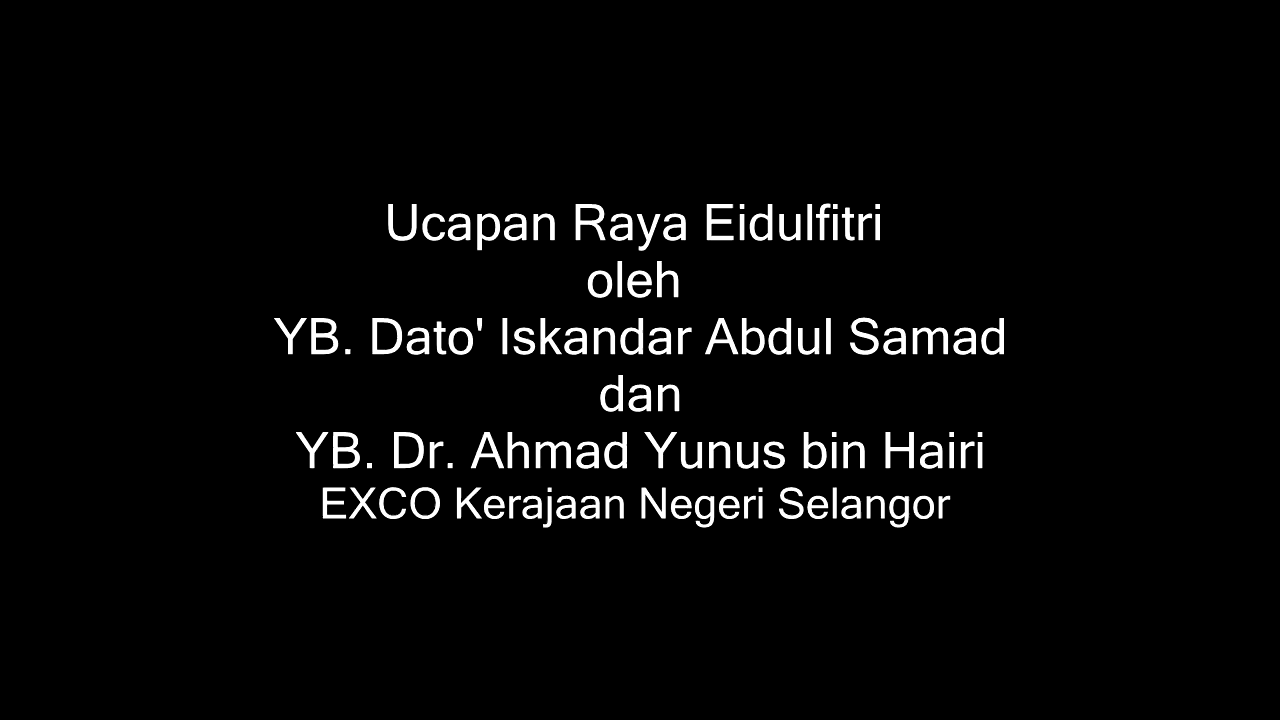 Ucapan Raya Eidulfitri
oleh
YB. Dato' Iskandar Abdul Samad
dan
YB. Dr. Ahmad Yunus bin Hairi
EXCO Kerajaan Negeri Selangor